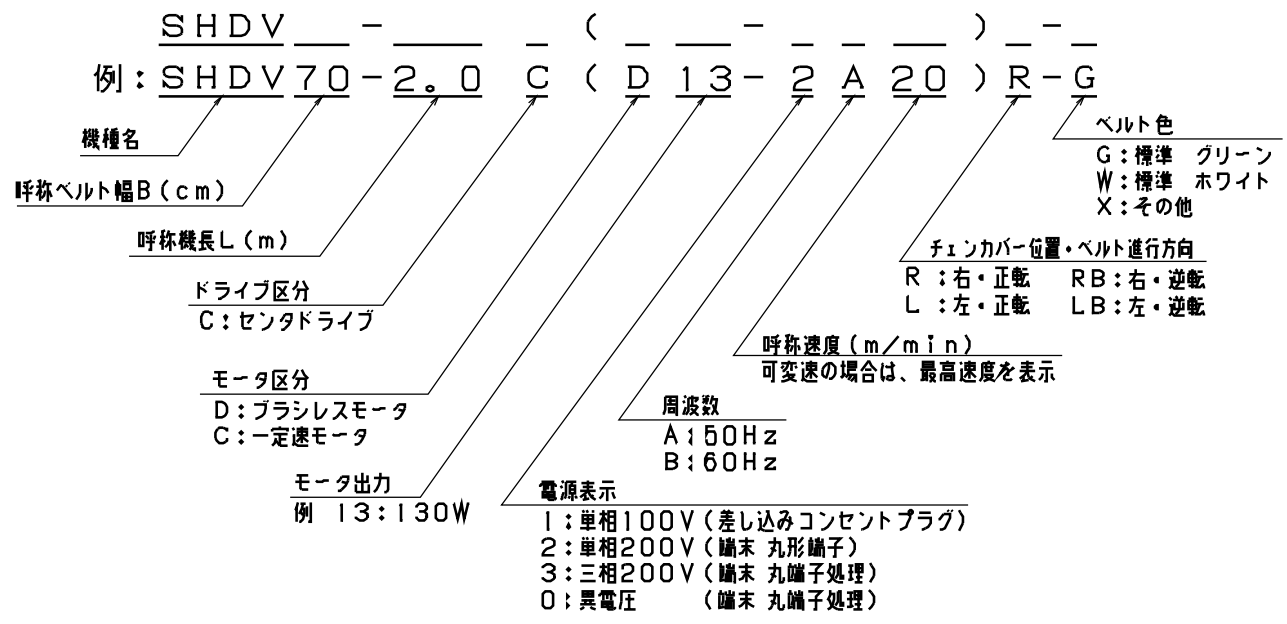 SHDV - ( - ) -
例：SHDV70-2.0 C (D13-2A20)R-G
機種名
呼称ベルト幅B(cm)
呼称機長L(m)
ドライブ区分
C：センタドライブ
モータ区分
D：ブラシレスモータ
C：一定速モータ
モータ出力
例 13：130W
電源表示
1：単相100V(差し込みコンセントプラグ)
2：単相200V(端末 丸形端子)
3：三相200V(端末 丸端子処理)
0：異電圧 (端末 丸端子処理)
周波数
A：50Hz
B：60Hz
呼称速度(m/min)
可変速の場合は、最高速度を表示
チェンカバー位置・ベルト進行方向
R ：右・正転 RB：右・逆転
L ：左・正転 LB：左・逆転
ベルト色
G：標準 グリーン
W：標準 ホワイト
X：その他